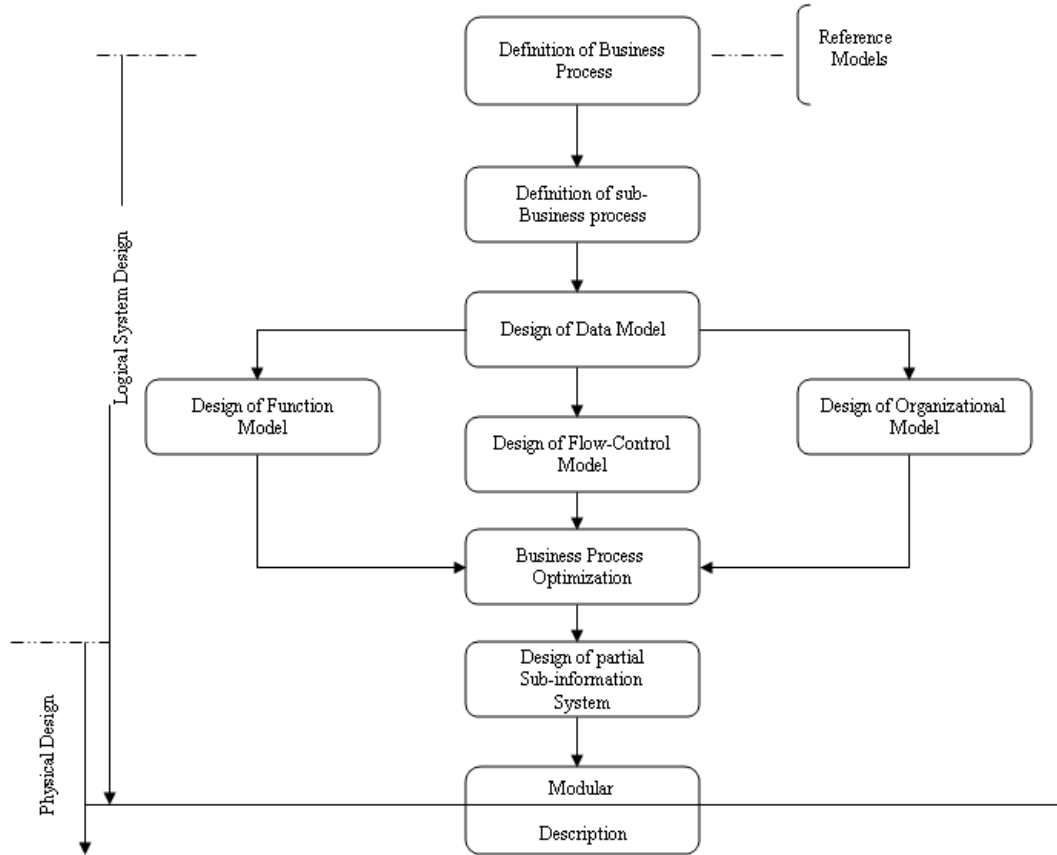 Definition of Business
Process
Reference
Models
Definition of sub-
Business process
Logical System Design
Design of Data Model
Design of Function
Model
Design of Flow-Control
Model
Design of Organizational
Model
Business Process
Optimization
Design of partial
Sub-information
System
Physical Design
Modular
Description